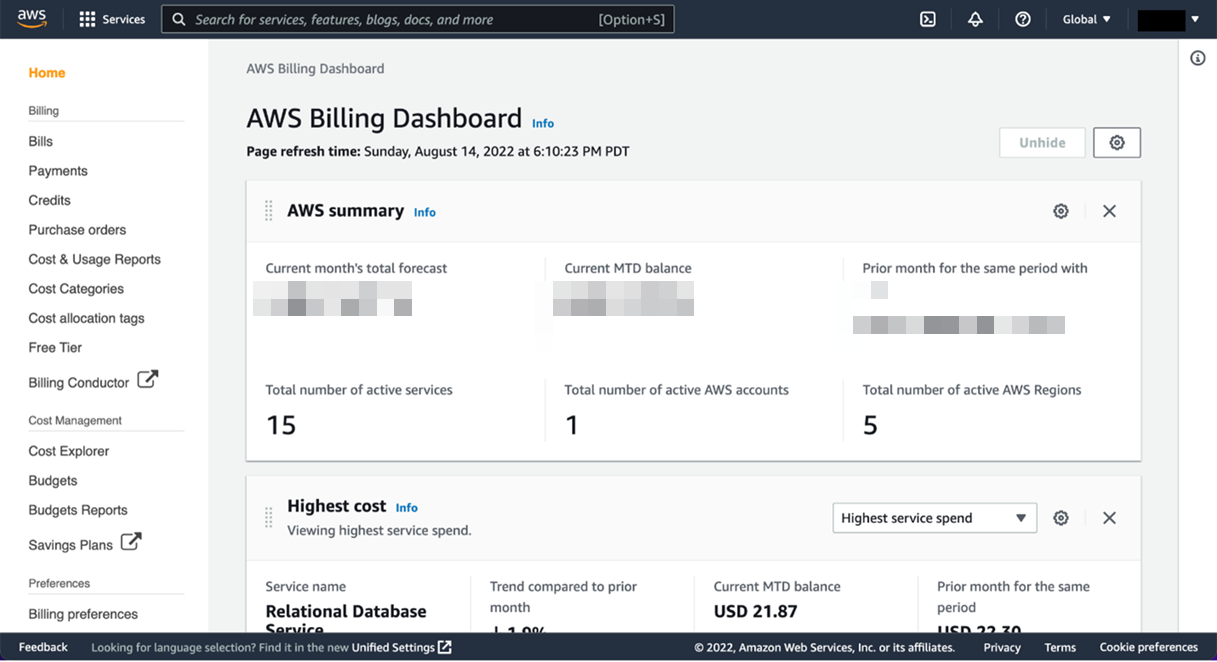 aws
Services
Search for services, features, blogs, docs, and more
[Option+S]
Global
Home
Billing
Bills
Payments
Credits
Purchase orders
Cost & Usage Reports
Cost Categories
Cost allocation tags
Free Tier
Billing Conductor
Cost Management
Cost Explorer
Budgets
Budgets Reports
Savings Plans
Preferences
Billing preferences
AWS Billing Dashboard
AWS Billing Dashboard Info
Page refresh time: Sunday, August 14, 2022 at 6:10:23 PM PDT
Unhide
AWS summary Info
Current month's total forecast
Current MTD balance
Prior month for the same period with
Total number of active services
15
Total number of active AWS accounts
1
Total number of active AWS Regions
5
Highest cost Info
Viewing highest service spend.
Highest service spend
Service name
Relational Database
Service
Trend compared to prior
month
↓ 1.9%
Current MTD balance
USD 21.87
Prior month for the same
period
USD 22.30
Feedback
Looking for language selection? Find it in the new Unified Settings
© 2022, Amazon Web Services, Inc. or its affiliates.
Privacy
Terms
Cookie preferences